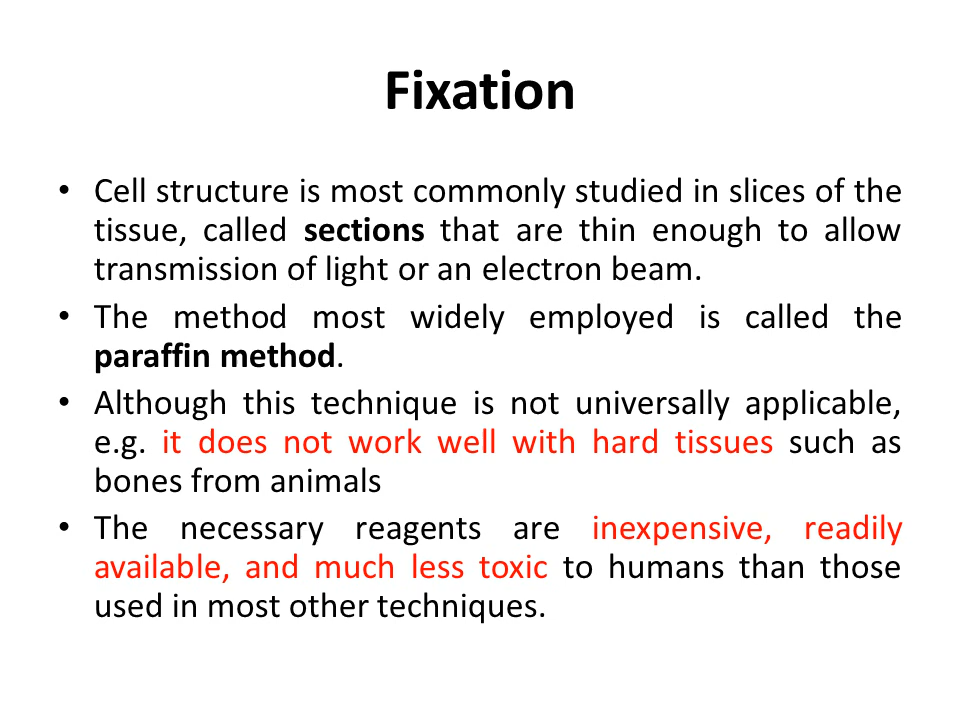 Fixation
• Cell structure is most commonly studied in slices of the
tissue, called sections that are thin enough to allow
transmission of light or an electron beam.
• The method most widely employed is called the
paraffin method.
• Although this technique is not universally applicable,
e.g. it does not work well with hard tissues such as
bones from animals
• The necessary reagents are inexpensive, readily
available, and much less toxic to humans than those
used in most other techniques.